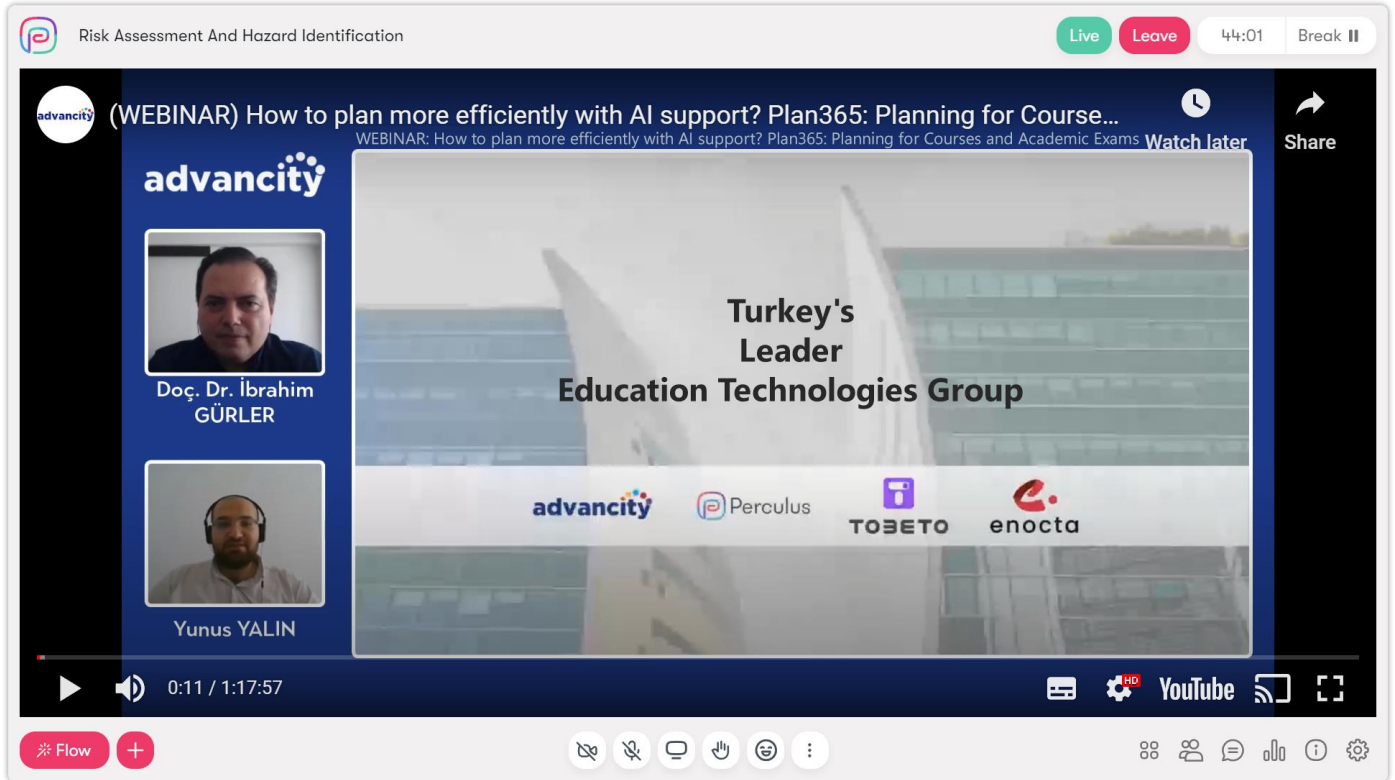 Risk Assessment And Hazard Identification
Live
Leave
44:01
Break
advancity
(WEBINAR) How to plan more efficiently with AI support? Plan365: Planning for Course...
WEBINAR: How to plan more efficiently with AI support? Plan365: Planning for Courses and Academic Exams
Watch later
Share
advancity
Doç. Dr. İbrahim
GÜRLER
Yunus YALIN
Turkey's
Leader
Education Technologies Group
advancity
Perculus
TOBETO
enocta
0:11 / 1:17:57
HD
YouTube
Flow